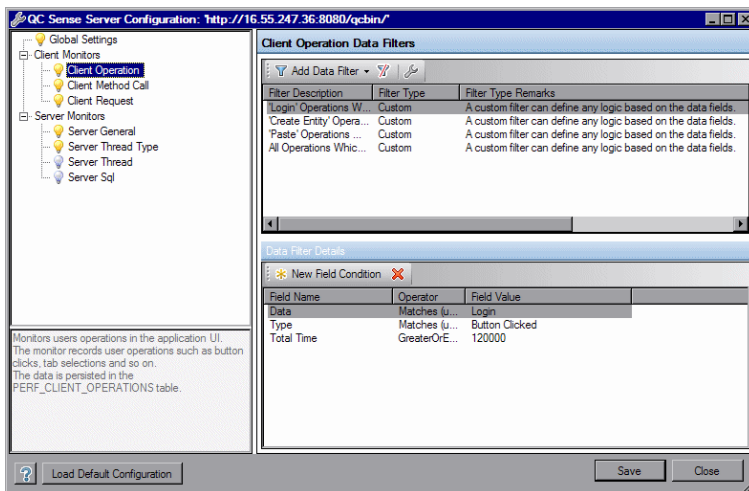 QC Sense Server Configuration: 'http://16.55.247.36:8080/qcbin/'
Global Settings
Client Monitors
Client Operation
Client Method Call
Client Request
Server Monitors
Server General
Server Thread Type
Server Thread
Server Sql
Monitors users operations in the application UI.
The monitor records user operations such as button
clicks, tab selections and so on.
The data is persisted in the
PERF_CLIENT_OPERATIONS table.
Client Operation Data Filters
Add Data Filter
Filter Description Filter Type Filter Type Remarks
'Login' Operations W... Custom A custom filter can define any logic based on the data fields.
'Create Entity' Opera... Custom A custom filter can define any logic based on the data fields.
'Paste' Operations ... Custom A custom filter can define any logic based on the data fields.
All Operations Whic... Custom A custom filter can define any logic based on the data fields.
Data Filter Details
New Field Condition
Field Name Operator Field Value
Data Matches (u... Login
Type Matches (u... Button Clicked
Total Time GreaterOrE... 120000
? Load Default Configuration Save Close